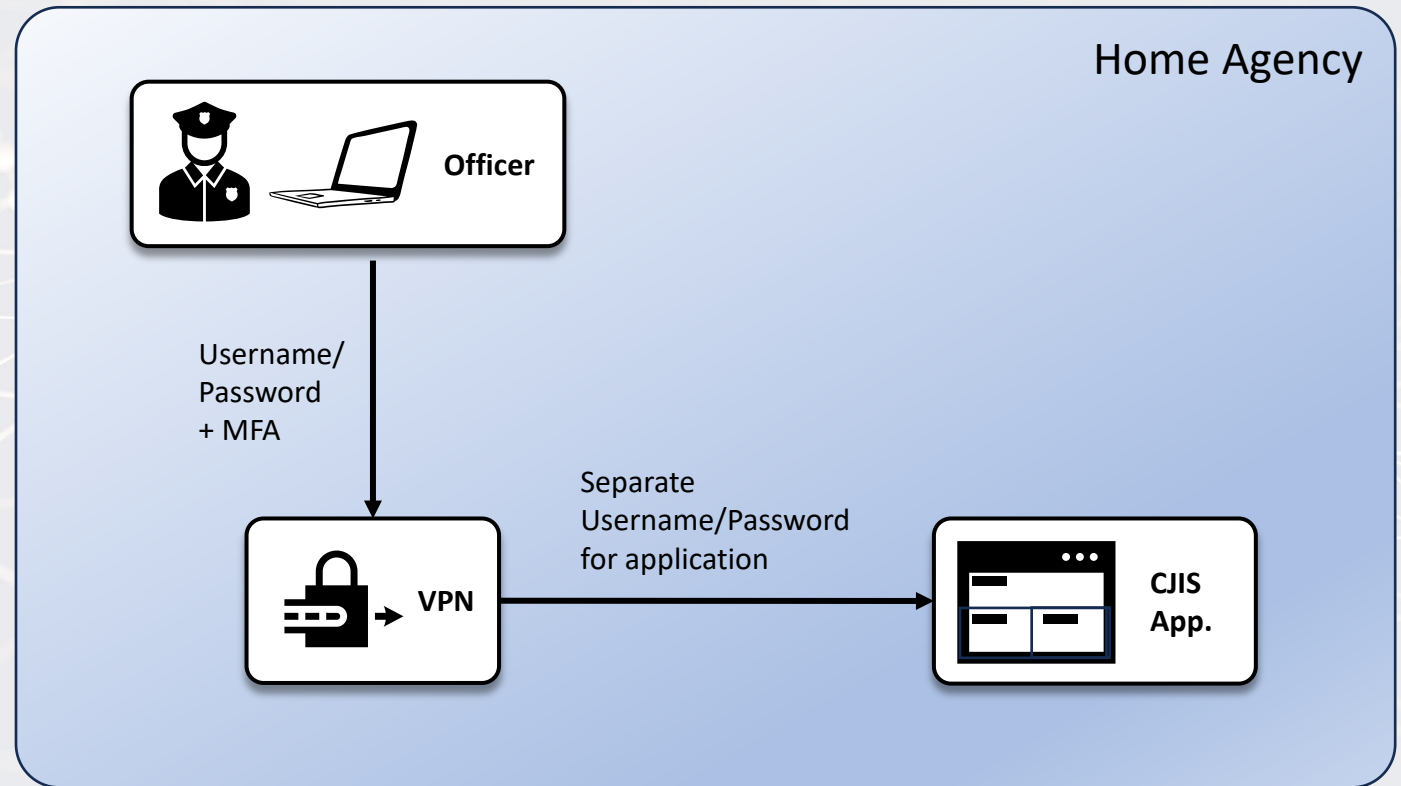 Home Agency
Officer
Username/
Password
+ MFA
Separate
Username/Password
for application
VPN
CJIS
App.